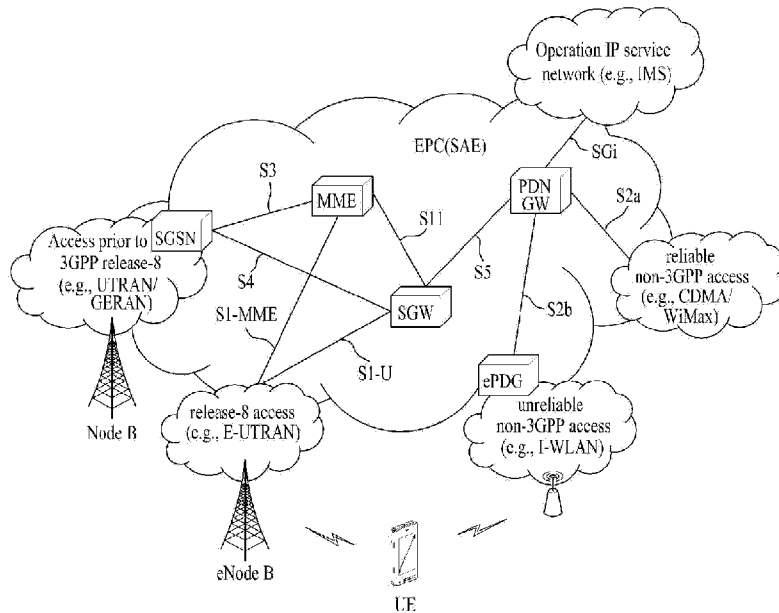 Operation IP service
network (e.g., IMS)
EPC(SAE)
SGi
S3
MME
PDN
GW
S2a
SGSN
S11
Access prior to
3GPP release-8
(e.g., UTRAN/
GERAN)
S4
S5
reliable
non-3GPP access
(e.g., CDMA/
WiMax)
S1-MME
SGW
S2b
S1-U
ePDG
Node B
release-8 access
(e.g., E-UTRAN)
unreliable
non-3GPP access
(e.g., I-WLAN)
eNode B
UE